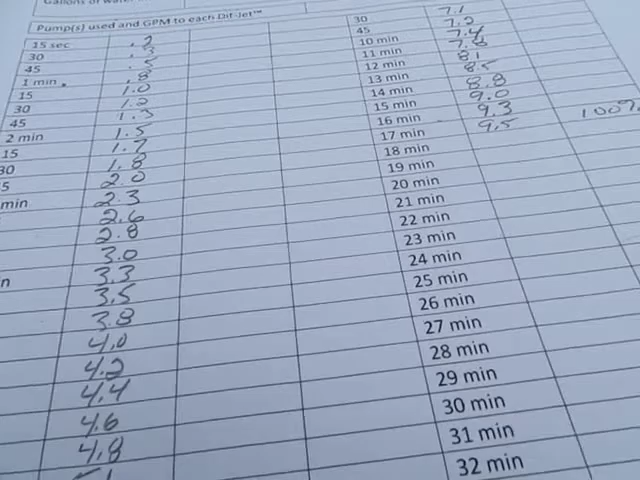 Pump(s) used and GPM to each Dif-Jet™
15 sec .2
30 .3
45 .5
1 min .8
15 1.0
30 1.2
45 1.3
2 min 1.5
15 1.7
30 1.8
5 2.0
min 2.3
2.6
2.8
3.0
n 3.3
3.5
3.8
4.0
4.2
4.4
4.6
4.8
30 7.1
45 7.2
10 min 7.4
11 min 7.8
12 min 8.1
13 min 8.5
14 min 8.8
15 min 9.0
16 min 9.3
17 min 9.5 100%
18 min
19 min
20 min
21 min
22 min
23 min
24 min
25 min
26 min
27 min
28 min
29 min
30 min
31 min
32 min